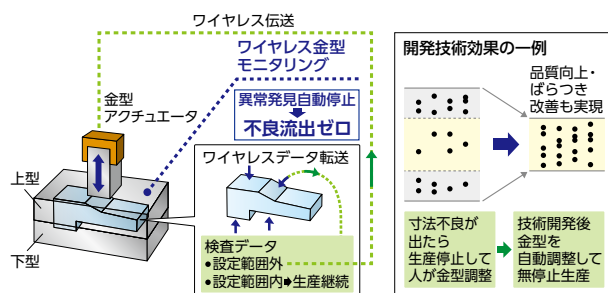 ワイヤレス伝送
ワイヤレス金型
モニタリング
金型
アクチュエータ
異常発見自動停止
不良流出ゼロ
ワイヤレスデータ転送
上型
下型
検査データ
●設定範囲外
●設定範囲内➡生産継続
開発技術効果の一例
品質向上・
ばらつき
改善も実現
寸法不良が
出たら
生産停止して
人が金型調整
技術開発後
金型を
自動調整して
無停止生産